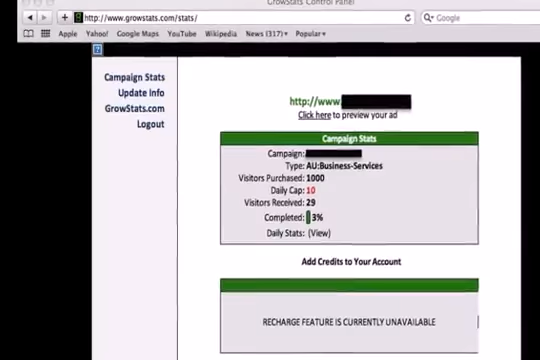 GrowStats Control Panel
http://www.growstats.com/stats/
Google
Apple Yahoo! Google Maps YouTube Wikipedia News (317) Popular
?
Campaign Stats
Update Info
GrowStats.com
Logout
http://www.
Click here to preview your ad
Campaign Stats
Campaign:
Type: AU:Business-Services
Visitors Purchased: 1000
Daily Cap: 10
Visitors Received: 29
Completed: 3%
Daily Stats: (View)
Add Credits to Your Account
RECHARGE FEATURE IS CURRENTLY UNAVAILABLE